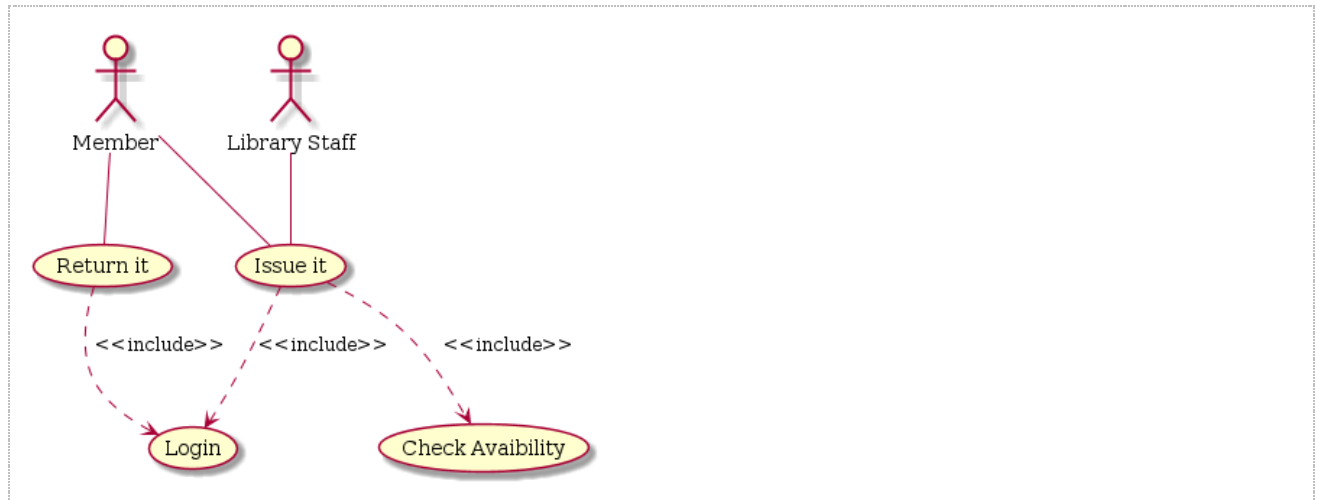 Member
Library Staff
Return it
Issue it
<<include>>
<<include>>
<<include>>
Login
Check Avaibility